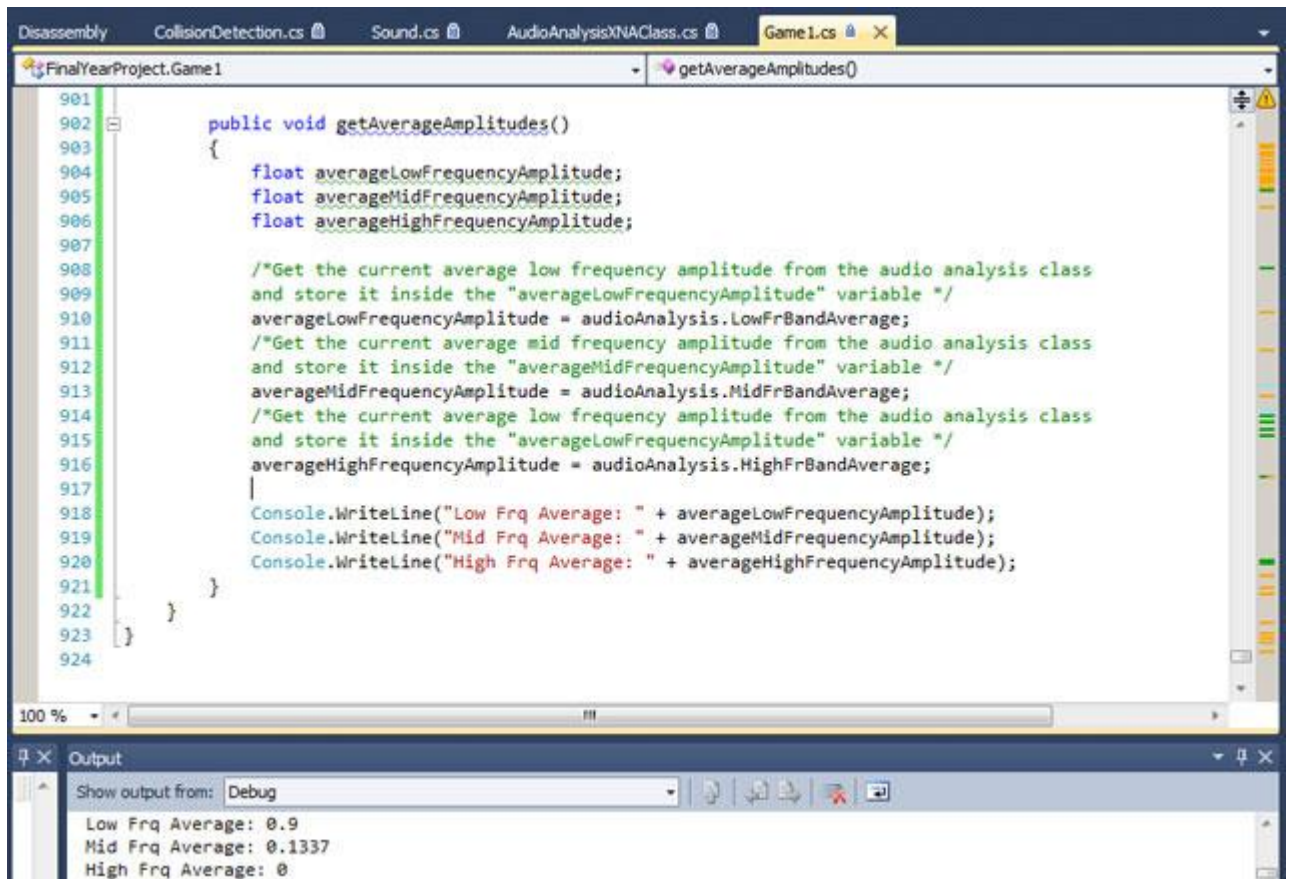 Disassembly CollisionDetection.cs Sound.cs AudioAnalysisXNAClass.cs Game1.cs
FinalYearProject.Game1 getAverageAmplitudes()
901
902 public void getAverageAmplitudes()
903 {
904 float averageLowFrequencyAmplitude;
905 float averageMidFrequencyAmplitude;
906 float averageHighFrequencyAmplitude;
907
908 /*Get the current average low frequency amplitude from the audio analysis class
909 and store it inside the "averageLowFrequencyAmplitude" variable */
910 averageLowFrequencyAmplitude = audioAnalysis.LowFrBandAverage;
911 /*Get the current average mid frequency amplitude from the audio analysis class
912 and store it inside the "averageMidFrequencyAmplitude" variable */
913 averageMidFrequencyAmplitude = audioAnalysis.MidFrBandAverage;
914 /*Get the current average low frequency amplitude from the audio analysis class
915 and store it inside the "averageLowFrequencyAmplitude" variable */
916 averageHighFrequencyAmplitude = audioAnalysis.HighFrBandAverage;
917
918 Console.WriteLine("Low Frq Average: " + averageLowFrequencyAmplitude);
919 Console.WriteLine("Mid Frq Average: " + averageMidFrequencyAmplitude);
920 Console.WriteLine("High Frq Average: " + averageHighFrequencyAmplitude);
921 }
922 }
923 }
924
100 %
Output
Show output from: Debug
Low Frq Average: 0.9
Mid Frq Average: 0.1337
High Frq Average: 0